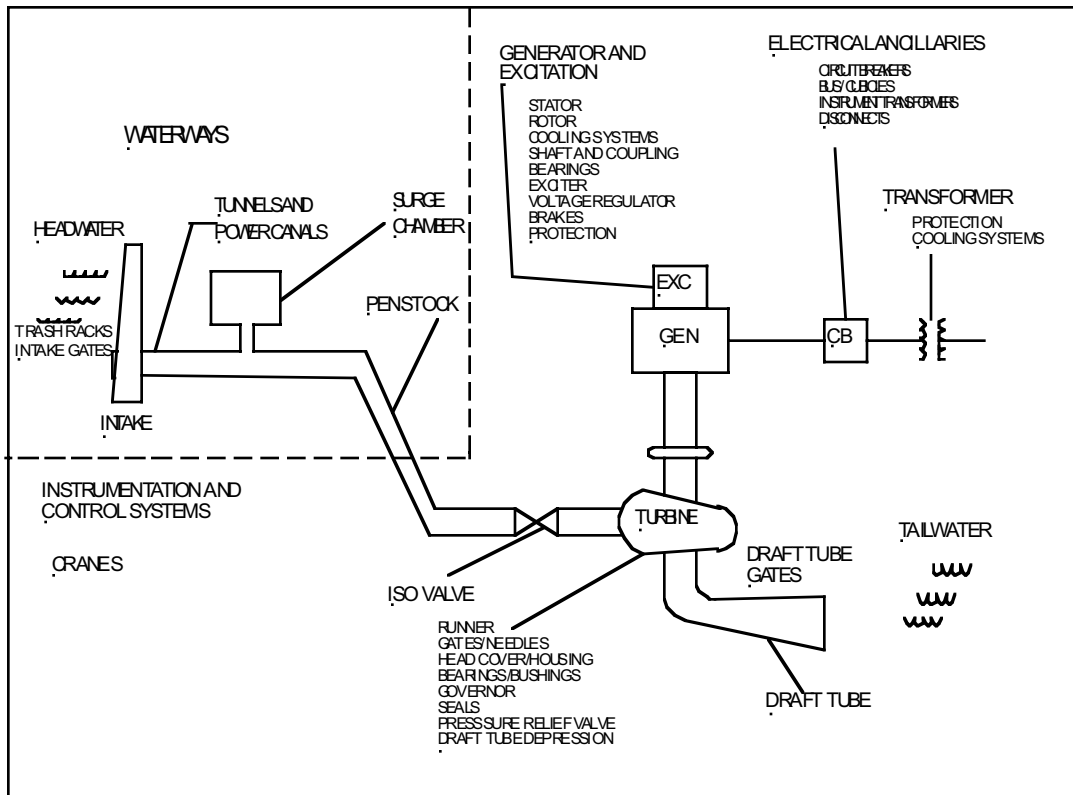 GENERATOR AND
EXCITATION
STATOR
ROTOR
COOLING SYSTEMS
SHAFT AND COUPLING
BEARINGS
EXCITER
VOLTAGE REGULATOR
BRAKES
PROTECTION
ELECTRICAL ANCILLARIES
CIRCUIT BREAKERS
BUS/CUBICIES
INSTRUMENT TRANSFORMERS
DISCONNECTS
WATERWAYS
TRANSFORMER
PROTECTION
COOLING SYSTEMS
HEADWATER
TUNNELS AND
POWER CANALS
SURGE
CHAMBER
TRASH RACKS
INTAKE GATES
INTAKE
PENSTOCK
EXC
GEN
CB
INSTRUMENTATION AND
CONTROL SYSTEMS
CRANES
ISO VALVE
TURBINE
TAILWATER
DRAFT TUBE
GATES
RUNNER
GATES/NEEDLES
HEAD COVER/HOUSING
BEARINGS/BUSHINGS
GOVERNOR
SEALS
PRESSSURE RELIEF VALVE
DRAFT TUBE DEPRESSION
DRAFT TUBE